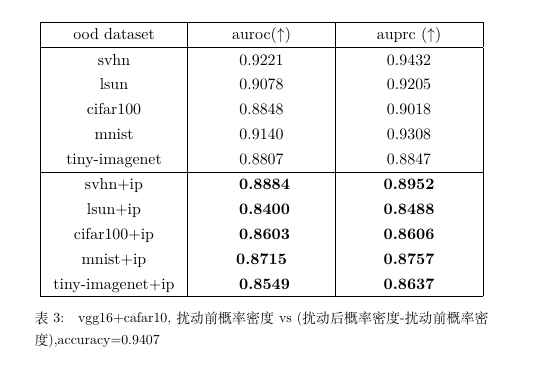 ood dataset auroc(↑) auprc (↑)
svhn 0.9221 0.9432
lsun 0.9078 0.9205
cifar100 0.8848 0.9018
mnist 0.9140 0.9308
tiny-imagenet 0.8807 0.8847
svhn+ip 0.8884 0.8952
lsun+ip 0.8400 0.8488
cifar100+ip 0.8603 0.8606
mnist+ip 0.8715 0.8757
tiny-imagenet+ip 0.8549 0.8637
表 3: vgg16+cafar10, 扰动前概率密度 vs (扰动后概率密度-扰动前概率密
度),accuracy=0.9407